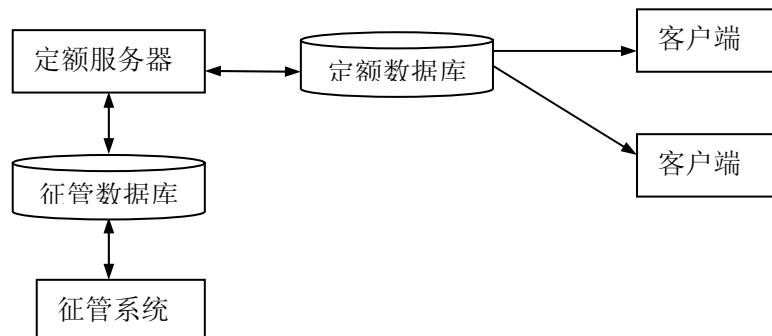 客户端
定额服务器
定额数据库
客户端
征管数据库
征管系统